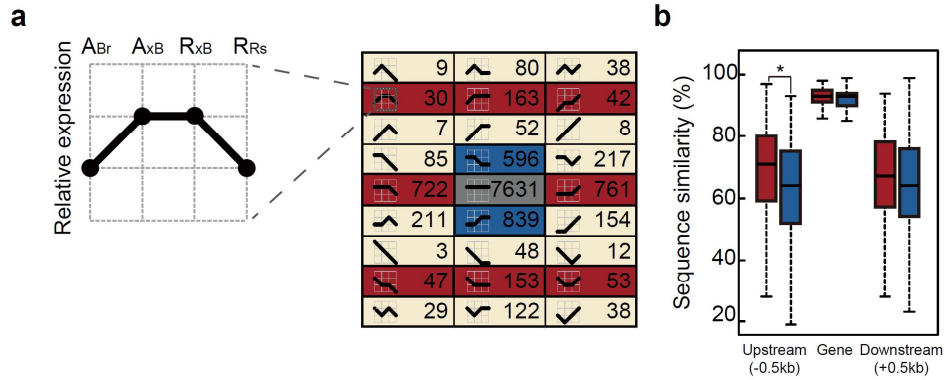 a
b
ABr AxB RxB RRs
Relative expression
9 80 38
30 163 42
7 52 8
85 596 217
722 7631 761
211 839 154
3 48 12
47 153 53
29 122 38
*
Sequence similarity (%)
100
80
60
40
20
Upstream Gene Downstream
(-0.5kb) (+0.5kb)